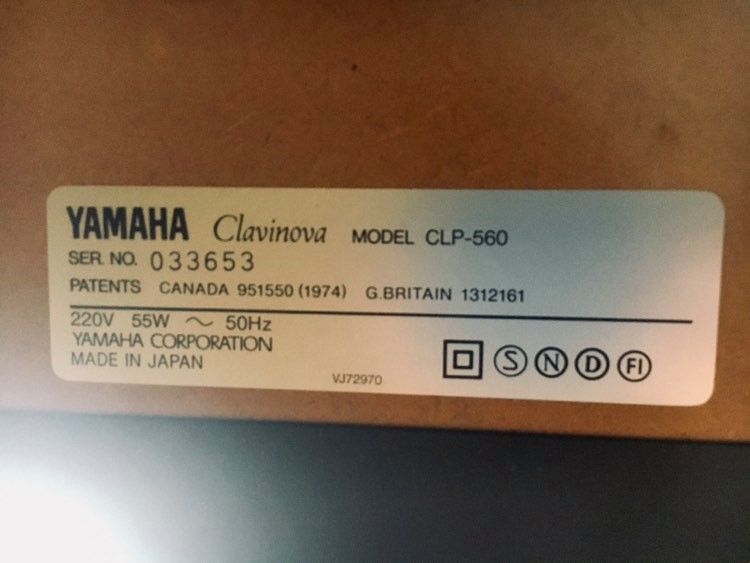 YAMAHA Clavinova MODEL CLP-560
SER. NO. 033653
PATENTS CANADA 951550 (1974) G.BRITAIN 1312161
220V 55W ~ 50Hz
YAMAHA CORPORATION
MADE IN JAPAN
VJ72970
S N D FI